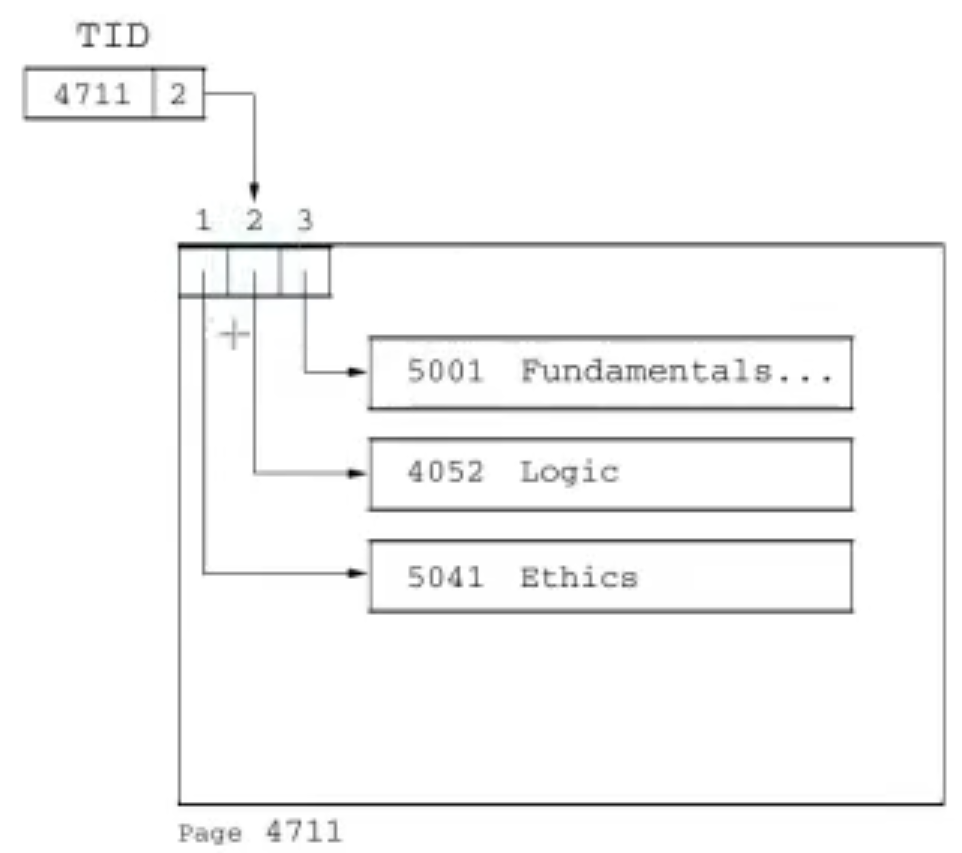 TID
4711 2
1 2 3
5001 Fundamentals...
4052 Logic
5041 Ethics
Page 4711